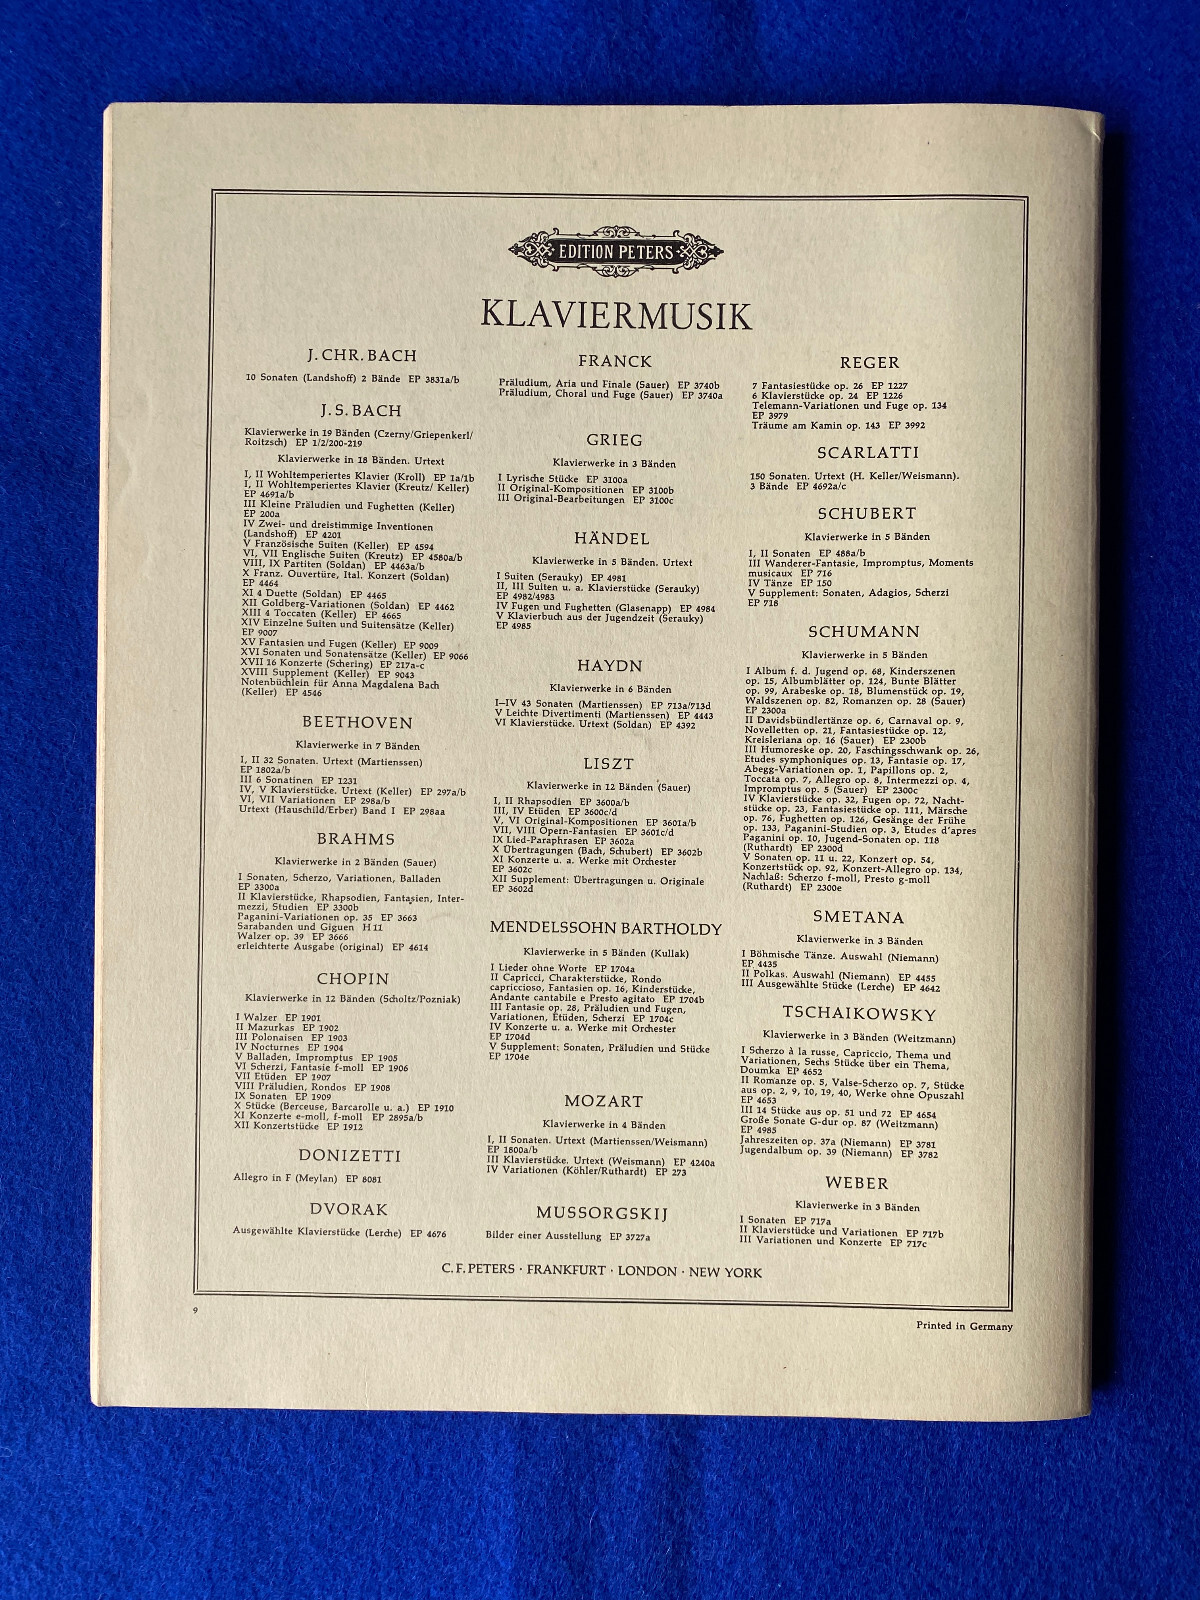 EDITION PETERS
KLAVIERMUSIK
J. CHR. BACH
10 Sonaten (Landshoff) 2 Bände EP 3831a/b
J. S. BACH
Klavierwerke in 19 Bänden (Czerny/Griepenkerl/
Roitzsch) EP 1/2/200-219
Klavierwerke in 18 Bänden. Urtext
I, II Wohltemperiertes Klavier (Kroll) EP 1a/1b
I, II Wohltemperiertes Klavier (Kreutz/ Keller)
EP 4691a/b
III Kleine Präludien und Fughetten (Keller)
EP 200a
IV Zwei- und dreistimmige Inventionen
(Landshoff) EP 4201
V Französische Suiten (Keller) EP 4594
VI, VII Englische Suiten (Kreutz) EP 4580a/b
VIII, IX Partiten (Soldan) EP 4463a/b
X Franz. Ouvertüre, Ital. Konzert (Soldan)
EP 4464
XI 4 Duette (Soldan) EP 4465
XII Goldberg-Variationen (Soldan) EP 4462
XIII 4 Toccaten (Keller) EP 4665
XIV Einzelne Suiten und Suitensätze (Keller)
EP 9007
XV Fantasien und Fugen (Keller) EP 9009
XVI Sonaten und Sonatensätze (Keller) EP 9066
XVII 16 Konzerte (Schering) EP 217a-c
XVIII Supplement (Keller) EP 9043
Notenbüchlein für Anna Magdalena Bach
(Keller) EP 4546
BEETHOVEN
Klavierwerke in 7 Bänden
I, II 32 Sonaten. Urtext (Martienssen)
EP 1802a/b
III 6 Sonatinen EP 1231
IV, V Klavierstücke. Urtext (Keller) EP 297a/b
VI, VII Variationen EP 298a/b
Urtext (Hauschild/Erber) Band I EP 298aa
BRAHMS
Klavierwerke in 2 Bänden (Sauer)
I Sonaten, Scherzo, Variationen, Balladen
EP 3300a
II Klavierstücke, Rhapsodien, Fantasien, Inter-
mezzi, Studien EP 3300b
Paganini-Variationen op. 35 EP 3663
Sarabanden und Giguen H 11
Walzer op. 39 EP 3666
erleichterte Ausgabe (original) EP 4614
CHOPIN
Klavierwerke in 12 Bänden (Scholtz/Pozniak)
I Walzer EP 1901
II Mazurkas EP 1902
III Polonaisen EP 1903
IV Nocturnes EP 1904
V Balladen, Impromptus EP 1905
VI Scherzi, Fantasie f-moll EP 1906
VII Etüden EP 1907
VIII Präludien, Rondos EP 1908
IX Sonaten EP 1909
X Stücke (Berceuse, Barcarolle u. a.) EP 1910
XI Konzerte e-moll, f-moll EP 2895a/b
XII Konzertstücke EP 1912
DONIZETTI
Allegro in F (Meylan) EP 8081
DVORAK
Ausgewählte Klavierstücke (Lerche) EP 4676
FRANCK
Präludium, Aria und Finale (Sauer) EP 3740b
Präludium, Choral und Fuge (Sauer) EP 3740a
GRIEG
Klavierwerke in 3 Bänden
I Lyrische Stücke EP 3100a
II Original-Kompositionen EP 3100b
III Original-Bearbeitungen EP 3100c
HÄNDEL
Klavierwerke in 5 Bänden. Urtext
I Suiten (Serauky) EP 4981
II, III Suiten u. a. Klavierstücke (Serauky)
EP 4982/4983
IV Fugen und Fughetten (Glasenapp) EP 4984
V Klavierbuch aus der Jugendzeit (Serauky)
EP 4985
HAYDN
Klavierwerke in 6 Bänden
I–IV 43 Sonaten (Martienssen) EP 713a/713d
V Leichte Divertimenti (Martienssen) EP 4443
VI Klavierstücke. Urtext (Soldan) EP 4392
LISZT
Klavierwerke in 12 Bänden (Sauer)
I, II Rhapsodien EP 3600a/b
III, IV Etüden EP 3600c/d
V, VI Original-Kompositionen EP 3601a/b
VII, VIII Opern-Fantasien EP 3601c/d
IX Lied-Paraphrasen EP 3602a
X Übertragungen (Bach, Schubert) EP 3602b
XI Konzerte u. a. Werke mit Orchester
EP 3602c
XII Supplement: Übertragungen u. Originale
EP 3602d
MENDELSSOHN BARTHOLDY
Klavierwerke in 5 Bänden (Kullak)
I Lieder ohne Worte EP 1704a
II Capricci, Charakterstücke, Rondo
capriccioso, Fantasien op. 16, Kinderstücke,
Andante cantabile e Presto agitato EP 1704b
III Fantasie op. 28, Präludien und Fugen,
Variationen, Etüden, Scherzi EP 1704c
IV Konzerte u. a. Werke mit Orchester
EP 1704d
V Supplement: Sonaten, Präludien und Stücke
EP 1704e
MOZART
Klavierwerke in 4 Bänden
I, II Sonaten. Urtext (Martienssen/Weismann)
EP 1800a/b
III Klavierstücke. Urtext (Weismann) EP 4240a
IV Variationen (Köhler/Ruthardt) EP 273
MUSSORGSKIJ
Bilder einer Ausstellung EP 3727a
REGER
7 Fantasiestücke op. 26 EP 1227
6 Klavierstücke op. 24 EP 1226
Telemann-Variationen und Fuge op. 134
EP 3979
Träume am Kamin op. 143 EP 3992
SCARLATTI
150 Sonaten. Urtext (H. Keller/Weismann).
3 Bände EP 4692a/c
SCHUBERT
Klavierwerke in 5 Bänden
I, II Sonaten EP 488a/b
III Wanderer-Fantasie, Impromptus, Moments
musicaux EP 716
IV Tänze EP 150
V Supplement: Sonaten, Adagios, Scherzi
EP 718
SCHUMANN
Klavierwerke in 5 Bänden
I Album f. d. Jugend op. 68, Kinderszenen
op. 15, Albumblätter op. 124, Bunte Blätter
op. 99, Arabeske op. 18, Blumenstück op. 19,
Waldszenen op. 82, Romanzen op. 28 (Sauer)
EP 2300a
II Davidsbündlertänze op. 6, Carnaval op. 9,
Novelletten op. 21, Fantasiestücke op. 12,
Kreisleriana op. 16 (Sauer) EP 2300b
III Humoreske op. 20, Faschingsschwank op. 26,
Etudes symphoniques op. 13, Fantasie op. 17,
Abegg-Variationen op. 1, Papillons op. 2,
Toccata op. 7, Allegro op. 8, Intermezzi op. 4,
Impromptus op. 5 (Sauer) EP 2300c
IV Klavierstücke op. 32, Fugen op. 72, Nacht-
stücke op. 23, Fantasiestücke op. 111, Märsche
op. 76, Fughetten op. 126, Gesänge der Frühe
op. 133, Paganini-Studien op. 3, Etudes d'apres
Paganini op. 10, Jugend-Sonaten op. 118
(Ruthardt) EP 2300d
V Sonaten op. 11 u. 22, Konzert op. 54,
Konzertstück op. 92, Konzert-Allegro op. 134,
Nachlaß: Scherzo f-moll, Presto g-moll
(Ruthardt) EP 2300e
SMETANA
Klavierwerke in 3 Bänden
I Böhmische Tänze. Auswahl (Niemann)
EP 4435
II Polkas. Auswahl (Niemann) EP 4455
III Ausgewählte Stücke (Lerche) EP 4642
TSCHAIKOWSKY
Klavierwerke in 3 Bänden (Weitzmann)
I Scherzo à la russe, Capriccio, Thema und
Variationen, Sechs Stücke über ein Thema,
Doumka EP 4652
II Romanze op. 5, Valse-Scherzo op. 7, Stücke
aus op. 2, 9, 10, 19, 40, Werke ohne Opuszahl
EP 4653
III 14 Stücke aus op. 51 und 72 EP 4654
Große Sonate G-dur op. 87 (Weitzmann)
EP 4985
Jahreszeiten op. 37a (Niemann) EP 3781
Jugendalbum op. 39 (Niemann) EP 3782
WEBER
Klavierwerke in 3 Bänden
I Sonaten EP 717a
II Klavierstücke und Variationen EP 717b
III Variationen und Konzerte EP 717c
C. F. PETERS · FRANKFURT · LONDON · NEW YORK
9
Printed in Germany